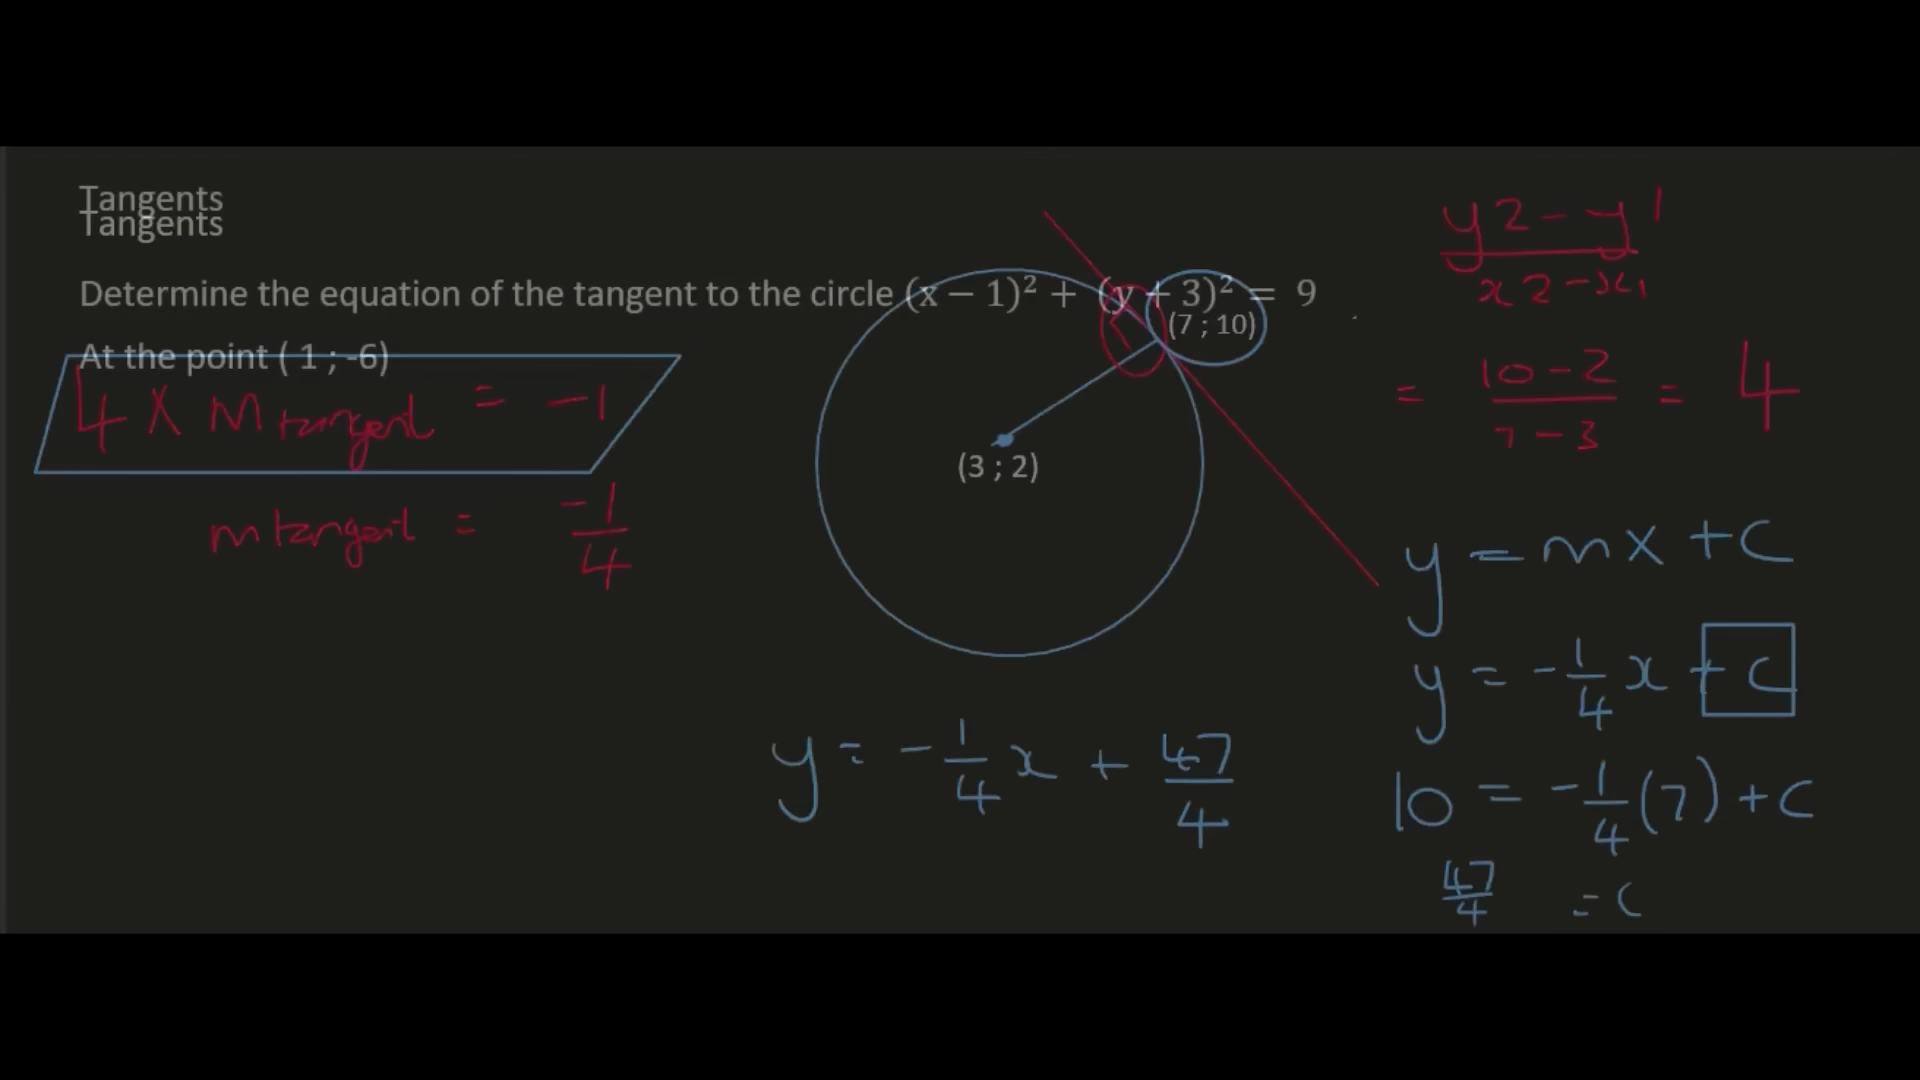 Tangents
Tangents
Determine the equation of the tangent to the circle (x − 1)² + (y + 3)² = 9
At the point ( 1 ; -6)
4 X M tangent = -1
m tangent = -1/4
(7 ; 10)
(3 ; 2)
y = -1/4 x + 47/4
y2 - y1
x2 - x1
= 10 - 2 / 7 - 3 = 4
y = mx + C
y = -1/4 x + C
10 = -1/4 (7) + C
47/4 = C